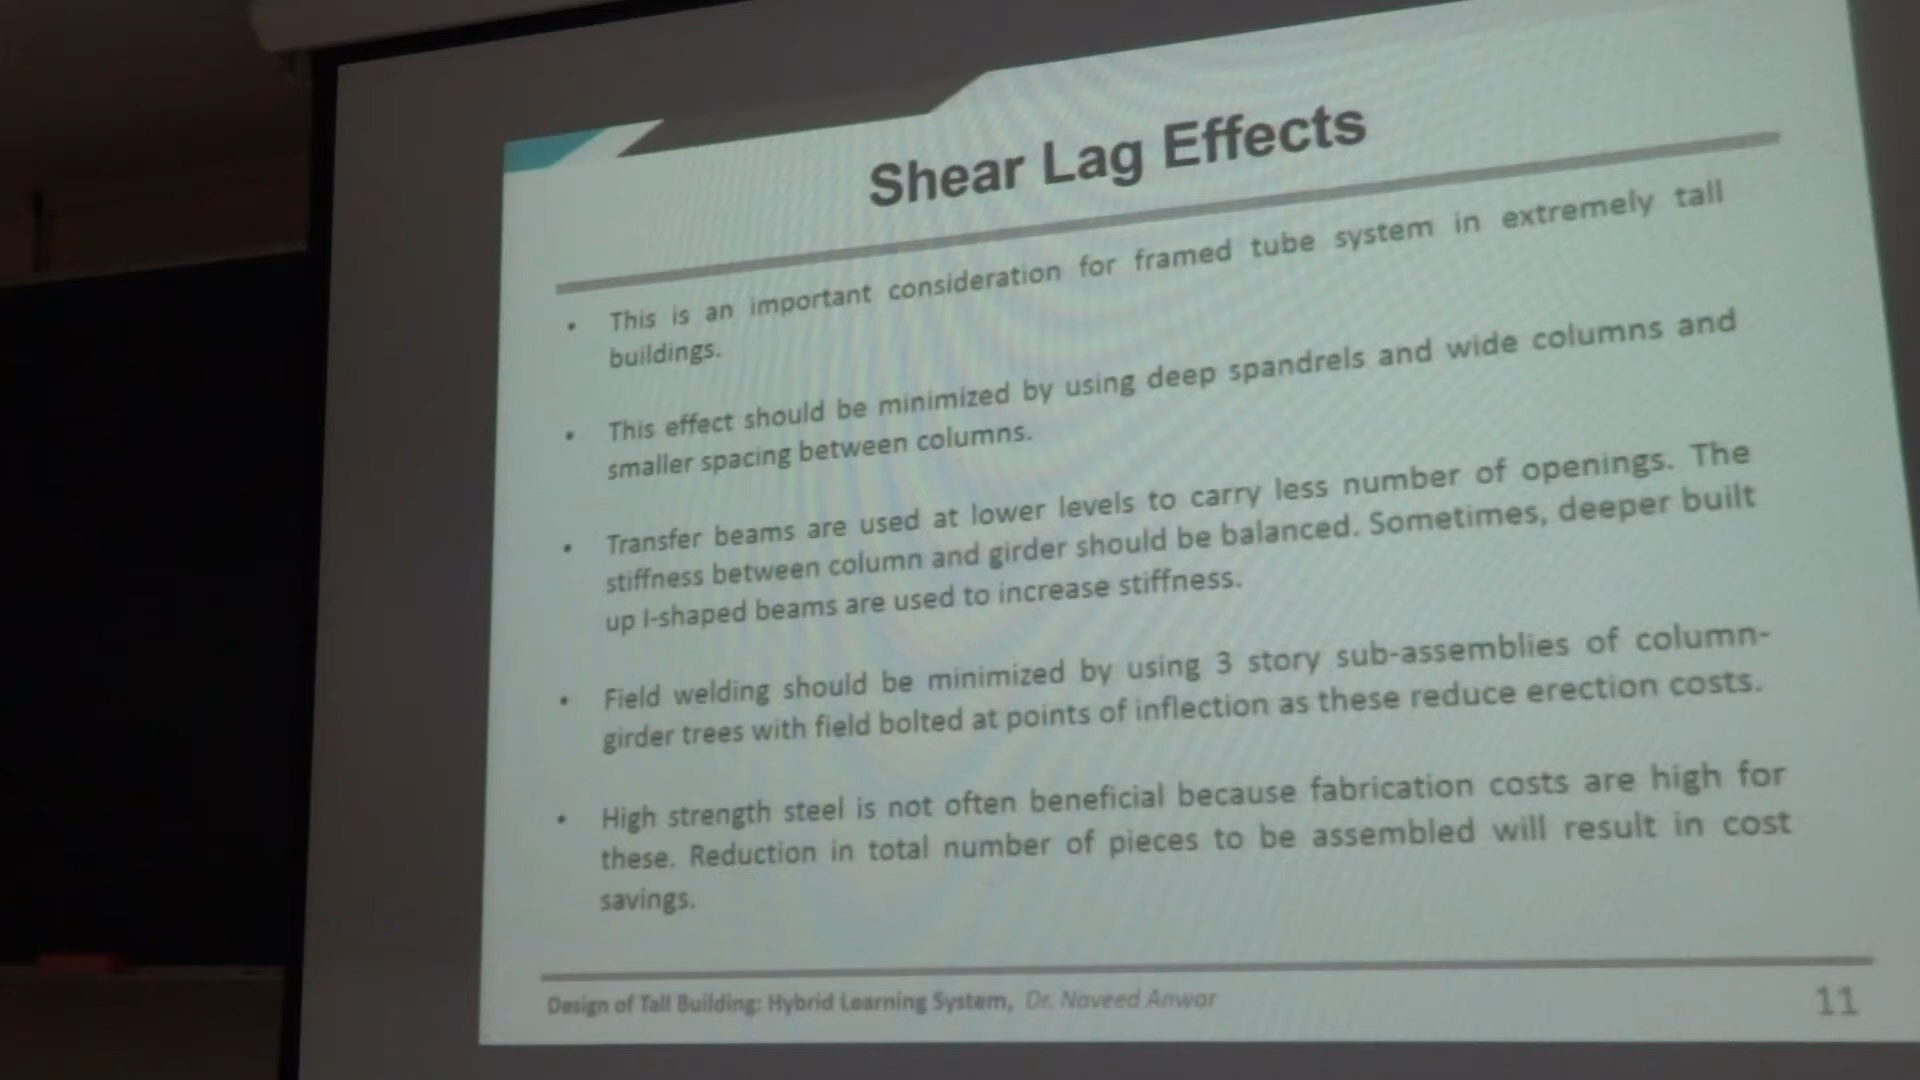 Shear Lag Effects
• This is an important consideration for framed tube system in extremely tall
buildings.
• This effect should be minimized by using deep spandrels and wide columns and
smaller spacing between columns.
• Transfer beams are used at lower levels to carry less number of openings. The
stiffness between column and girder should be balanced. Sometimes, deeper built
up I-shaped beams are used to increase stiffness.
• Field welding should be minimized by using 3 story sub-assemblies of column-
girder trees with field bolted at points of inflection as these reduce erection costs.
• High strength steel is not often beneficial because fabrication costs are high for
these. Reduction in total number of pieces to be assembled will result in cost
savings.
Design of Tall Building: Hybrid Learning System, Dr. Naveed Anwar
11